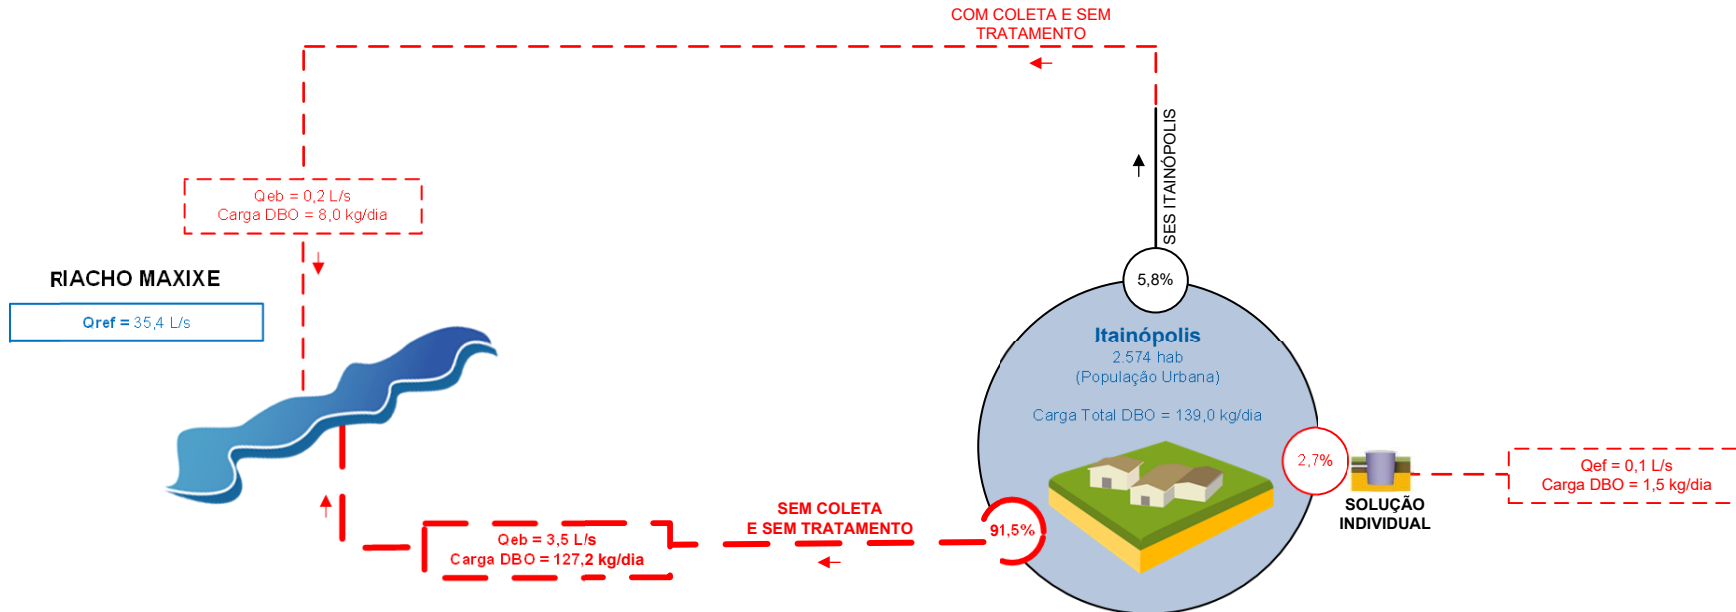 COM COLETA E SEM
TRATAMENTO
SES ITAINÓPOLIS
Qeb = 0,2 L/s
Carga DBO = 8,0 kg/dia
RIACHO MAXIXE
Qref = 35,4 L/s
5,8%
Itainópolis
2.574 hab
(População Urbana)
Carga Total DBO = 139,0 kg/dia
2,7%
SOLUÇÃO
INDIVIDUAL
Qef = 0,1 L/s
Carga DBO = 1,5 kg/dia
91,5%
SEM COLETA
E SEM TRATAMENTO
Qeb = 3,5 L/s
Carga DBO = 127,2 kg/dia